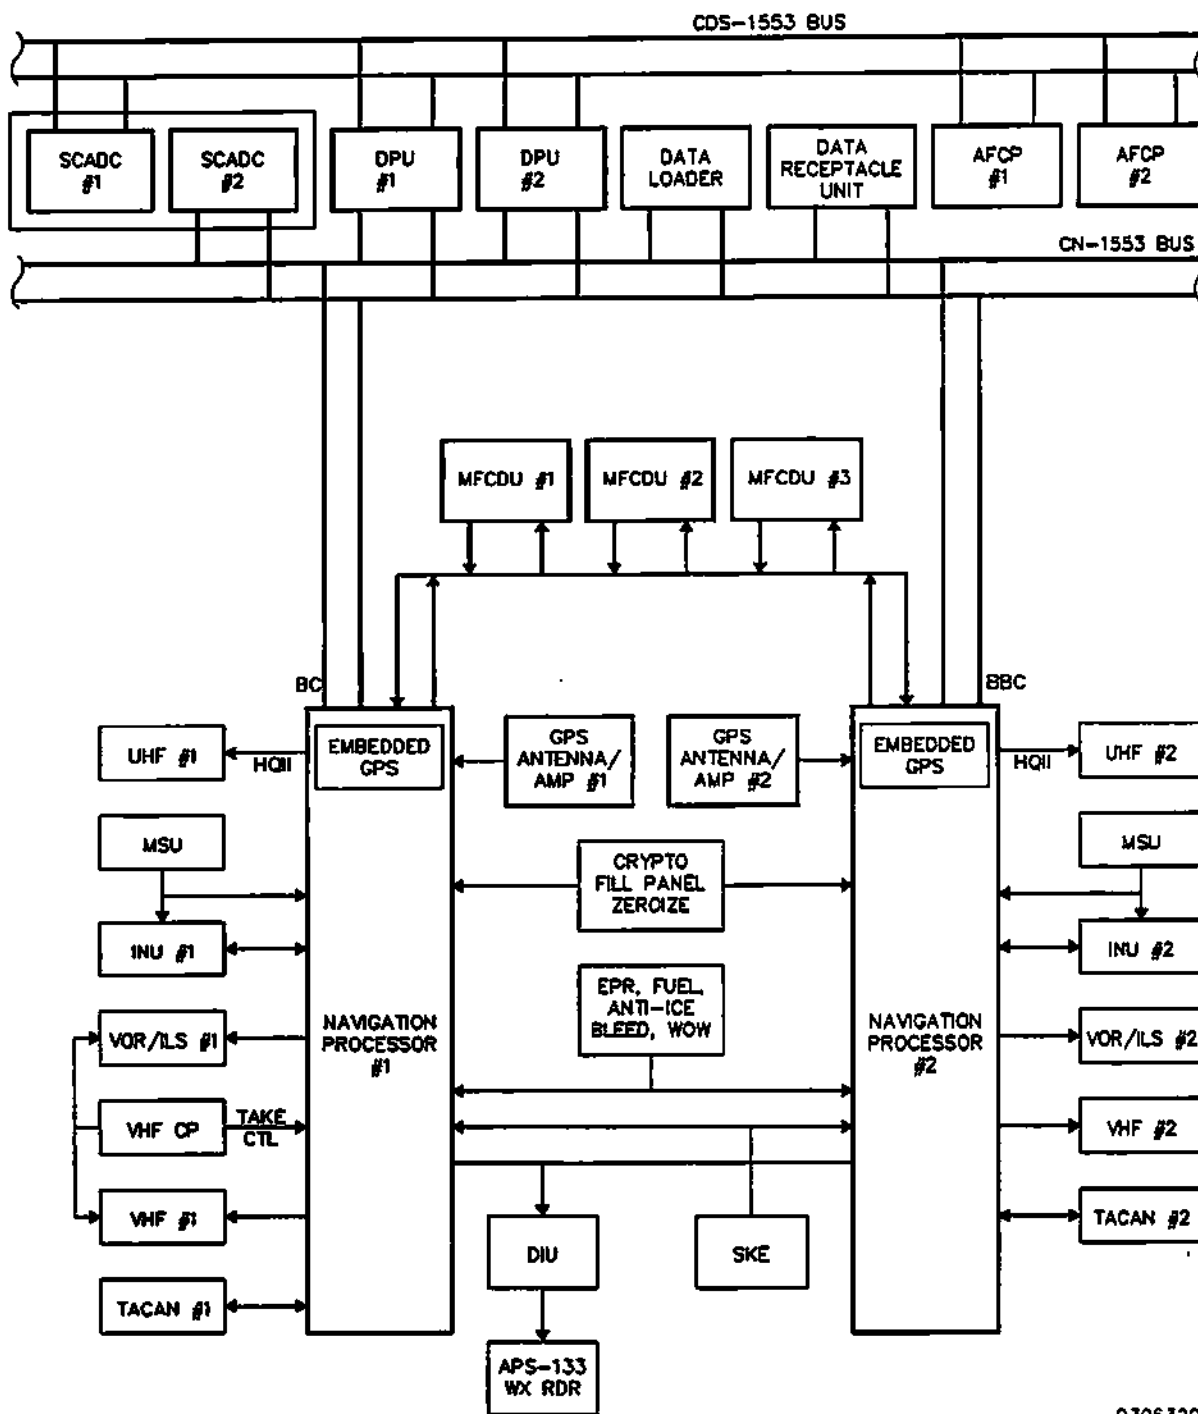 CDS-1553 BUS
SCADC
#1
SCADC
#2
DPU
#1
DPU
#2
DATA
LOADER
DATA
RECEPTACLE
UNIT
AFCP
#1
AFCP
#2
CN-1553 BUS
MFCDU #1
MFCDU #2
MFCDU #3
BC
BBC
UHF #1
HQII
EMBEDDED
GPS
GPS
ANTENNA/
AMP #1
GPS
ANTENNA/
AMP #2
EMBEDDED
GPS
HQII
UHF #2
MSU
CRYPTO
FILL PANEL
ZEROIZE
MSU
INU #1
INU #2
EPR, FUEL,
ANTI-ICE
BLEED, WOW
VOR/ILS #1
NAVIGATION
PROCESSOR
#1
NAVIGATION
PROCESSOR
#2
VOR/ILS #2
VHF CP
TAKE
CTL
VHF #2
VHF #1
DIU
SKE
TACAN #2
TACAN #1
APS-133
WX RDR